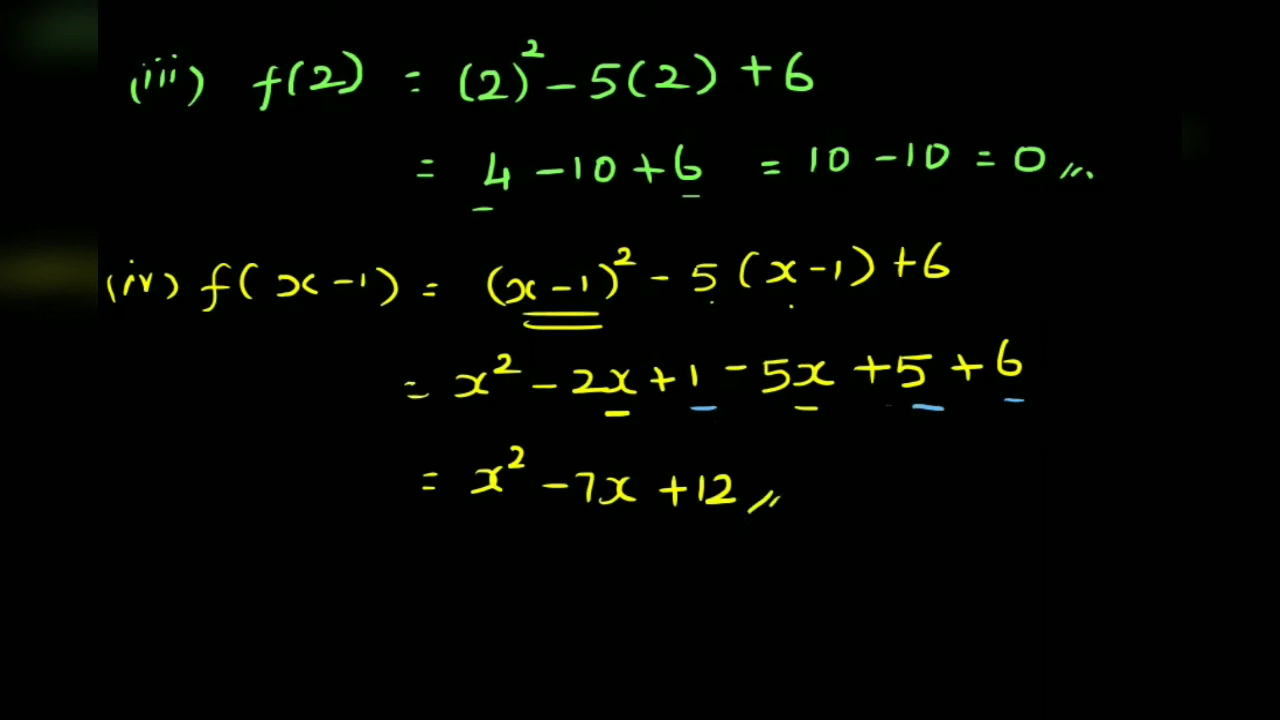 (iii) f(2) = (2)² - 5(2) + 6
= 4 - 10 + 6 = 10 - 10 = 0 //.
(iv) f(x - 1) = (x - 1)² - 5(x - 1) + 6
= x² - 2x + 1 - 5x + 5 + 6
= x² - 7x + 12 //